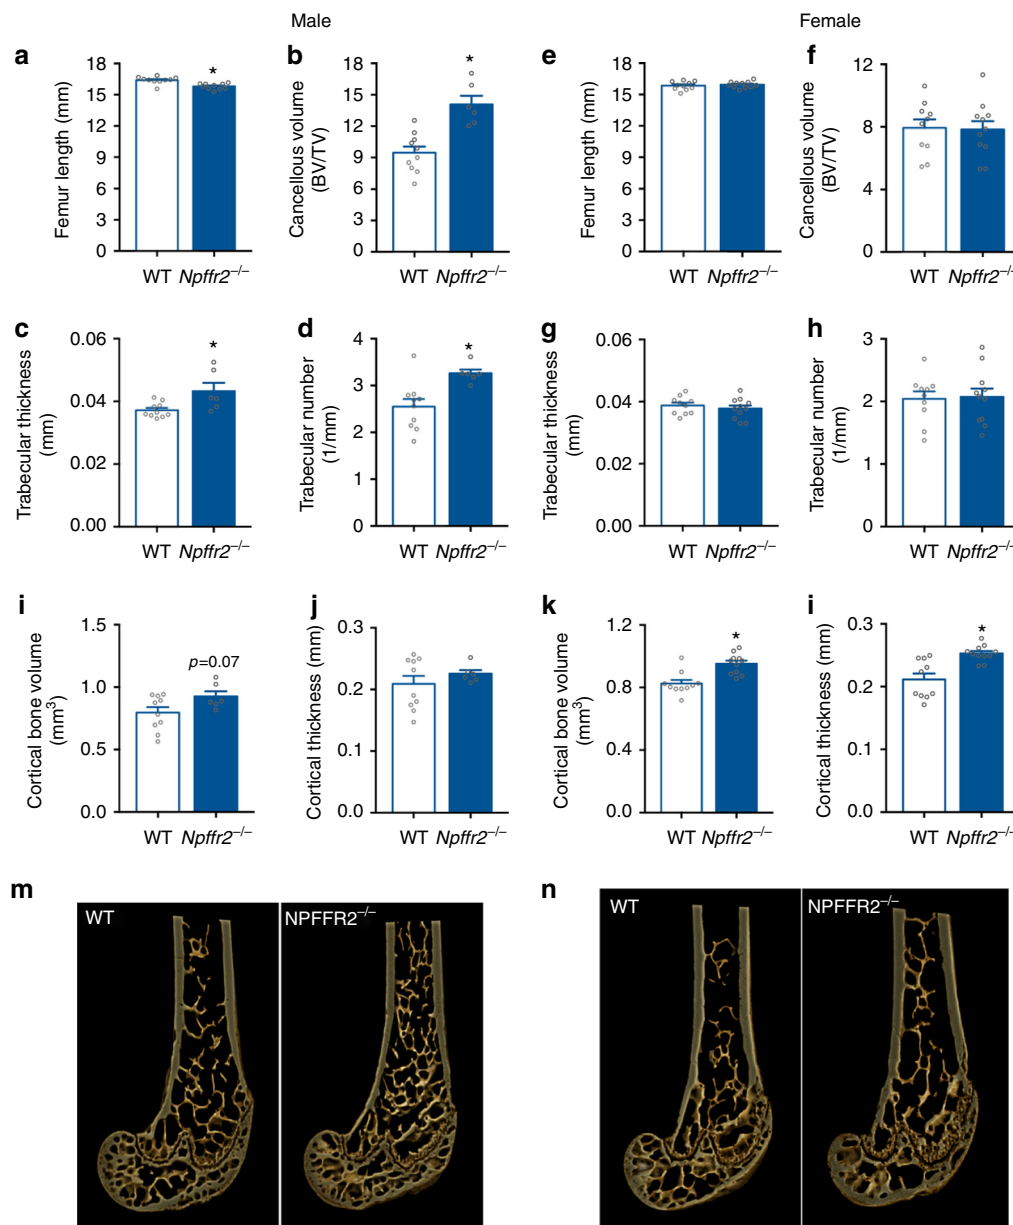 Male
Female
a
Femur length (mm)
18
15
12
9
6
3
0
*
WT Npffr2−/−
b
Cancellous volume
(BV/TV)
18
15
12
9
6
3
0
*
WT Npffr2−/−
e
Femur length (mm)
18
15
12
9
6
3
0
WT Npffr2−/−
f
Cancellous volume
(BV/TV)
12
8
4
0
WT Npffr2−/−
c
Trabecular thickness
(mm)
0.06
0.04
0.02
0.00
*
WT Npffr2−/−
d
Trabecular number
(1/mm)
4
3
2
1
0
*
WT Npffr2−/−
g
Trabecular thickness
(mm)
0.06
0.04
0.02
0.00
WT Npffr2−/−
h
Trabecular number
(1/mm)
3
2
1
0
WT Npffr2−/−
i
Cortical bone volume
(mm3)
1.5
1.0
0.5
0.0
p=0.07
WT Npffr2−/−
j
Cortical thickness (mm)
0.3
0.2
0.1
0.0
WT Npffr2−/−
k
Cortical bone volume
(mm3)
1.2
0.8
0.4
0.0
*
WT Npffr2−/−
i
Cortical thickness (mm)
0.3
0.2
0.1
0.0
*
WT Npffr2−/−
m
WT
NPFFR2−/−
n
WT
NPFFR2−/−